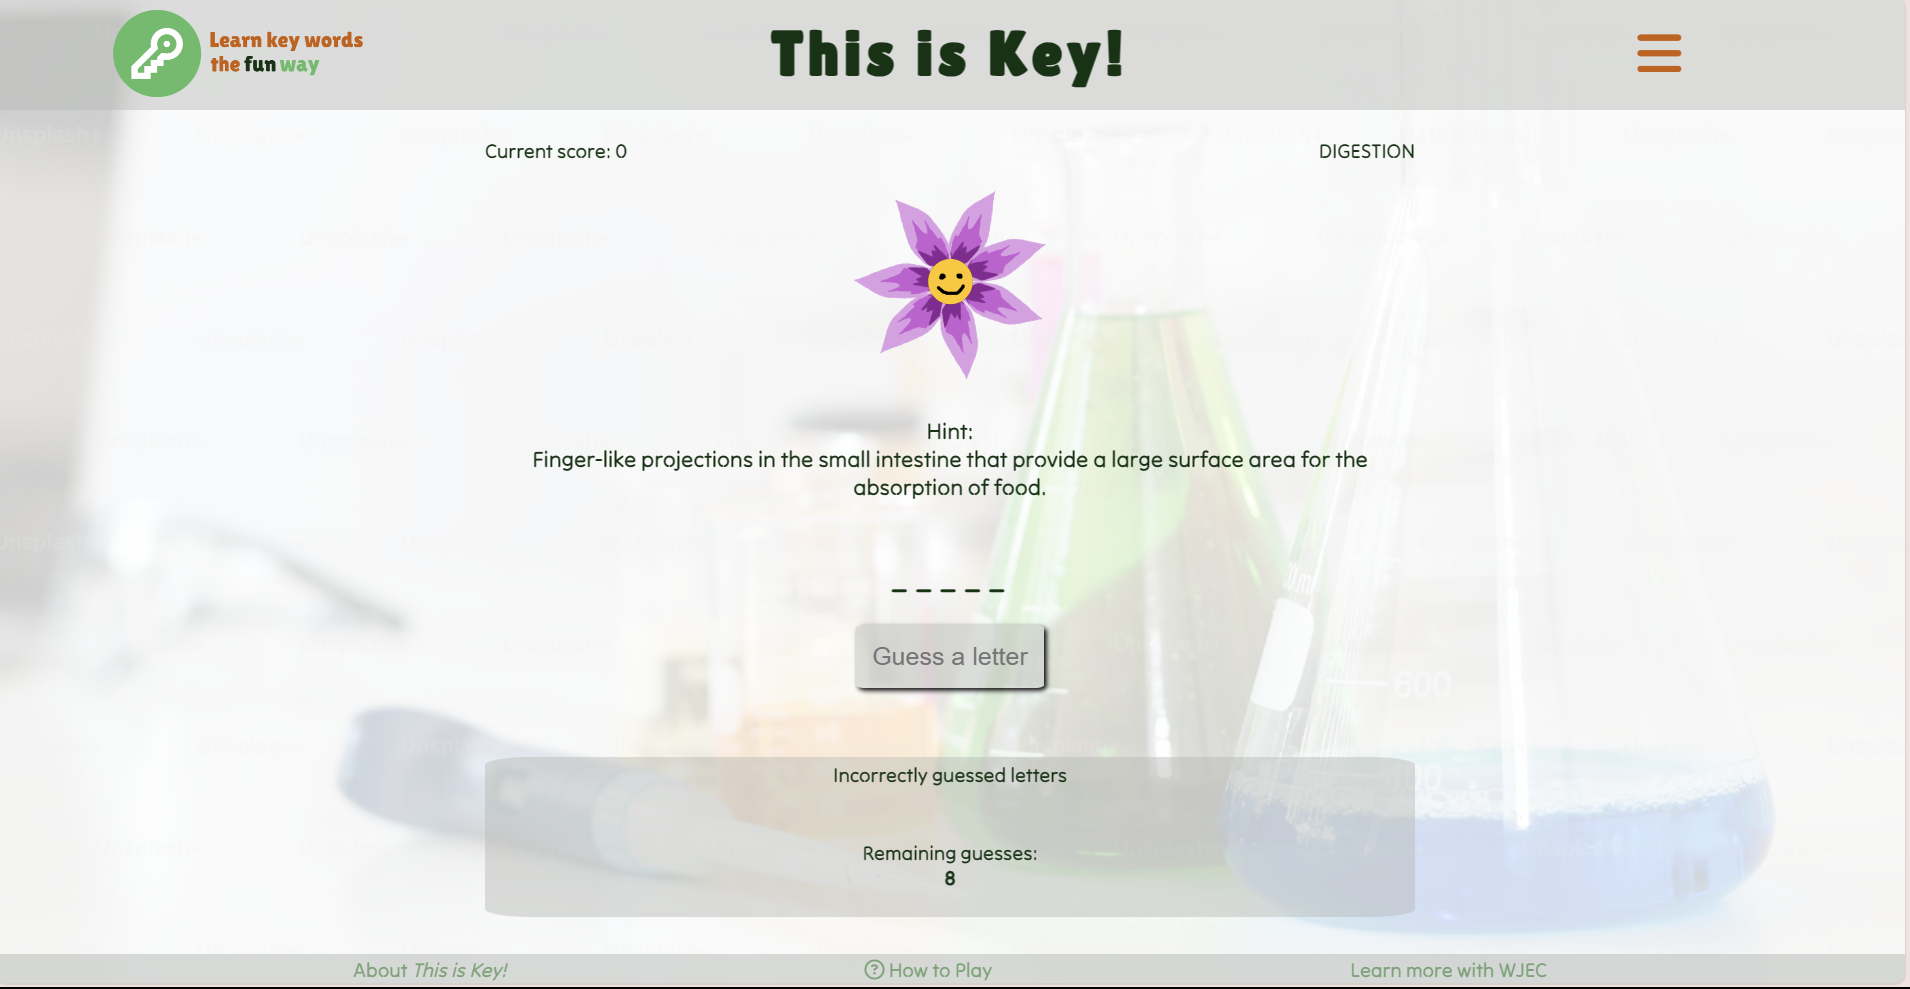 Learn key words
the fun way
This is Key!
Current score: 0
DIGESTION
Hint:
Finger-like projections in the small intestine that provide a large surface area for the
absorption of food.
_ _ _ _ _
Guess a letter
600
Incorrectly guessed letters
Remaining guesses:
8
About This is Key!
How to Play
Learn more with WJEC